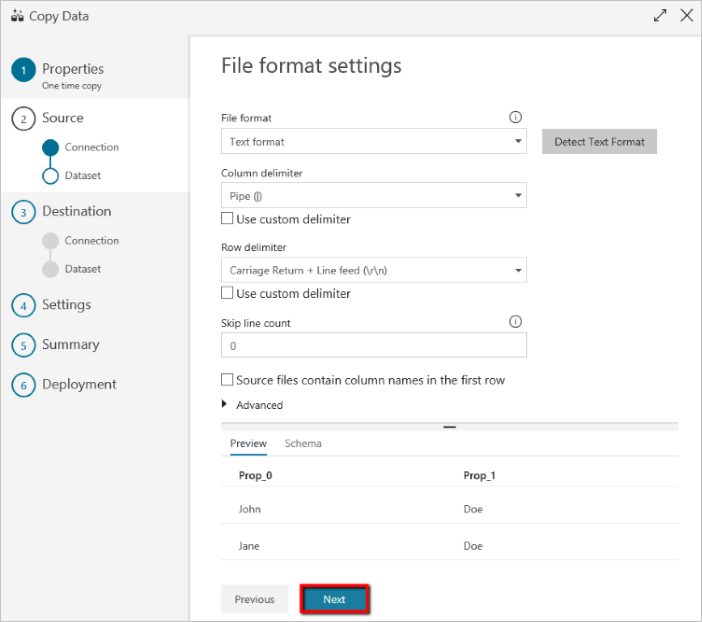 Copy Data
1 Properties
One time copy
2 Source
Connection
Dataset
3 Destination
Connection
Dataset
4 Settings
5 Summary
6 Deployment
File format settings
File format
Text format
Detect Text Format
Column delimiter
Pipe (|)
Use custom delimiter
Row delimiter
Carriage Return + Line feed (\r\n)
Use custom delimiter
Skip line count
0
Source files contain column names in the first row
Advanced
Preview Schema
Prop_0 Prop_1
John Doe
Jane Doe
Previous Next